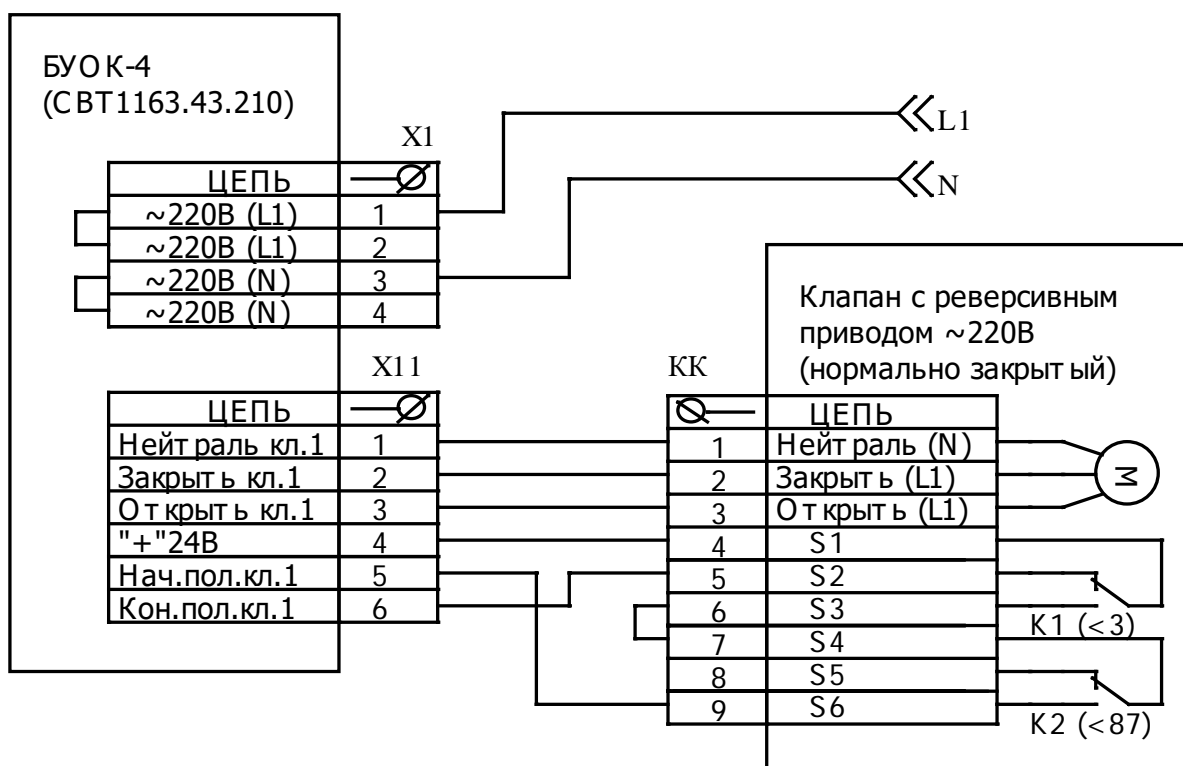 БУОК-4
(СВТ1163.43.210)
X1
ЦЕПЬ
~220В (L1) 1
~220В (L1) 2
~220В (N) 3
~220В (N) 4
L1
N
Клапан с реверсивным
приводом ~220В
(нормально закрытый)
X11
ЦЕПЬ
Нейтраль кл.1 1
Закрыть кл.1 2
Открыть кл.1 3
"+"24В 4
Нач.пол.кл.1 5
Кон.пол.кл.1 6
КК
ЦЕПЬ
1 Нейтраль (N)
2 Закрыть (L1)
3 Открыть (L1)
4 S1
5 S2
6 S3
7 S4
8 S5
9 S6
M
K1 (<3)
K2 (<87)